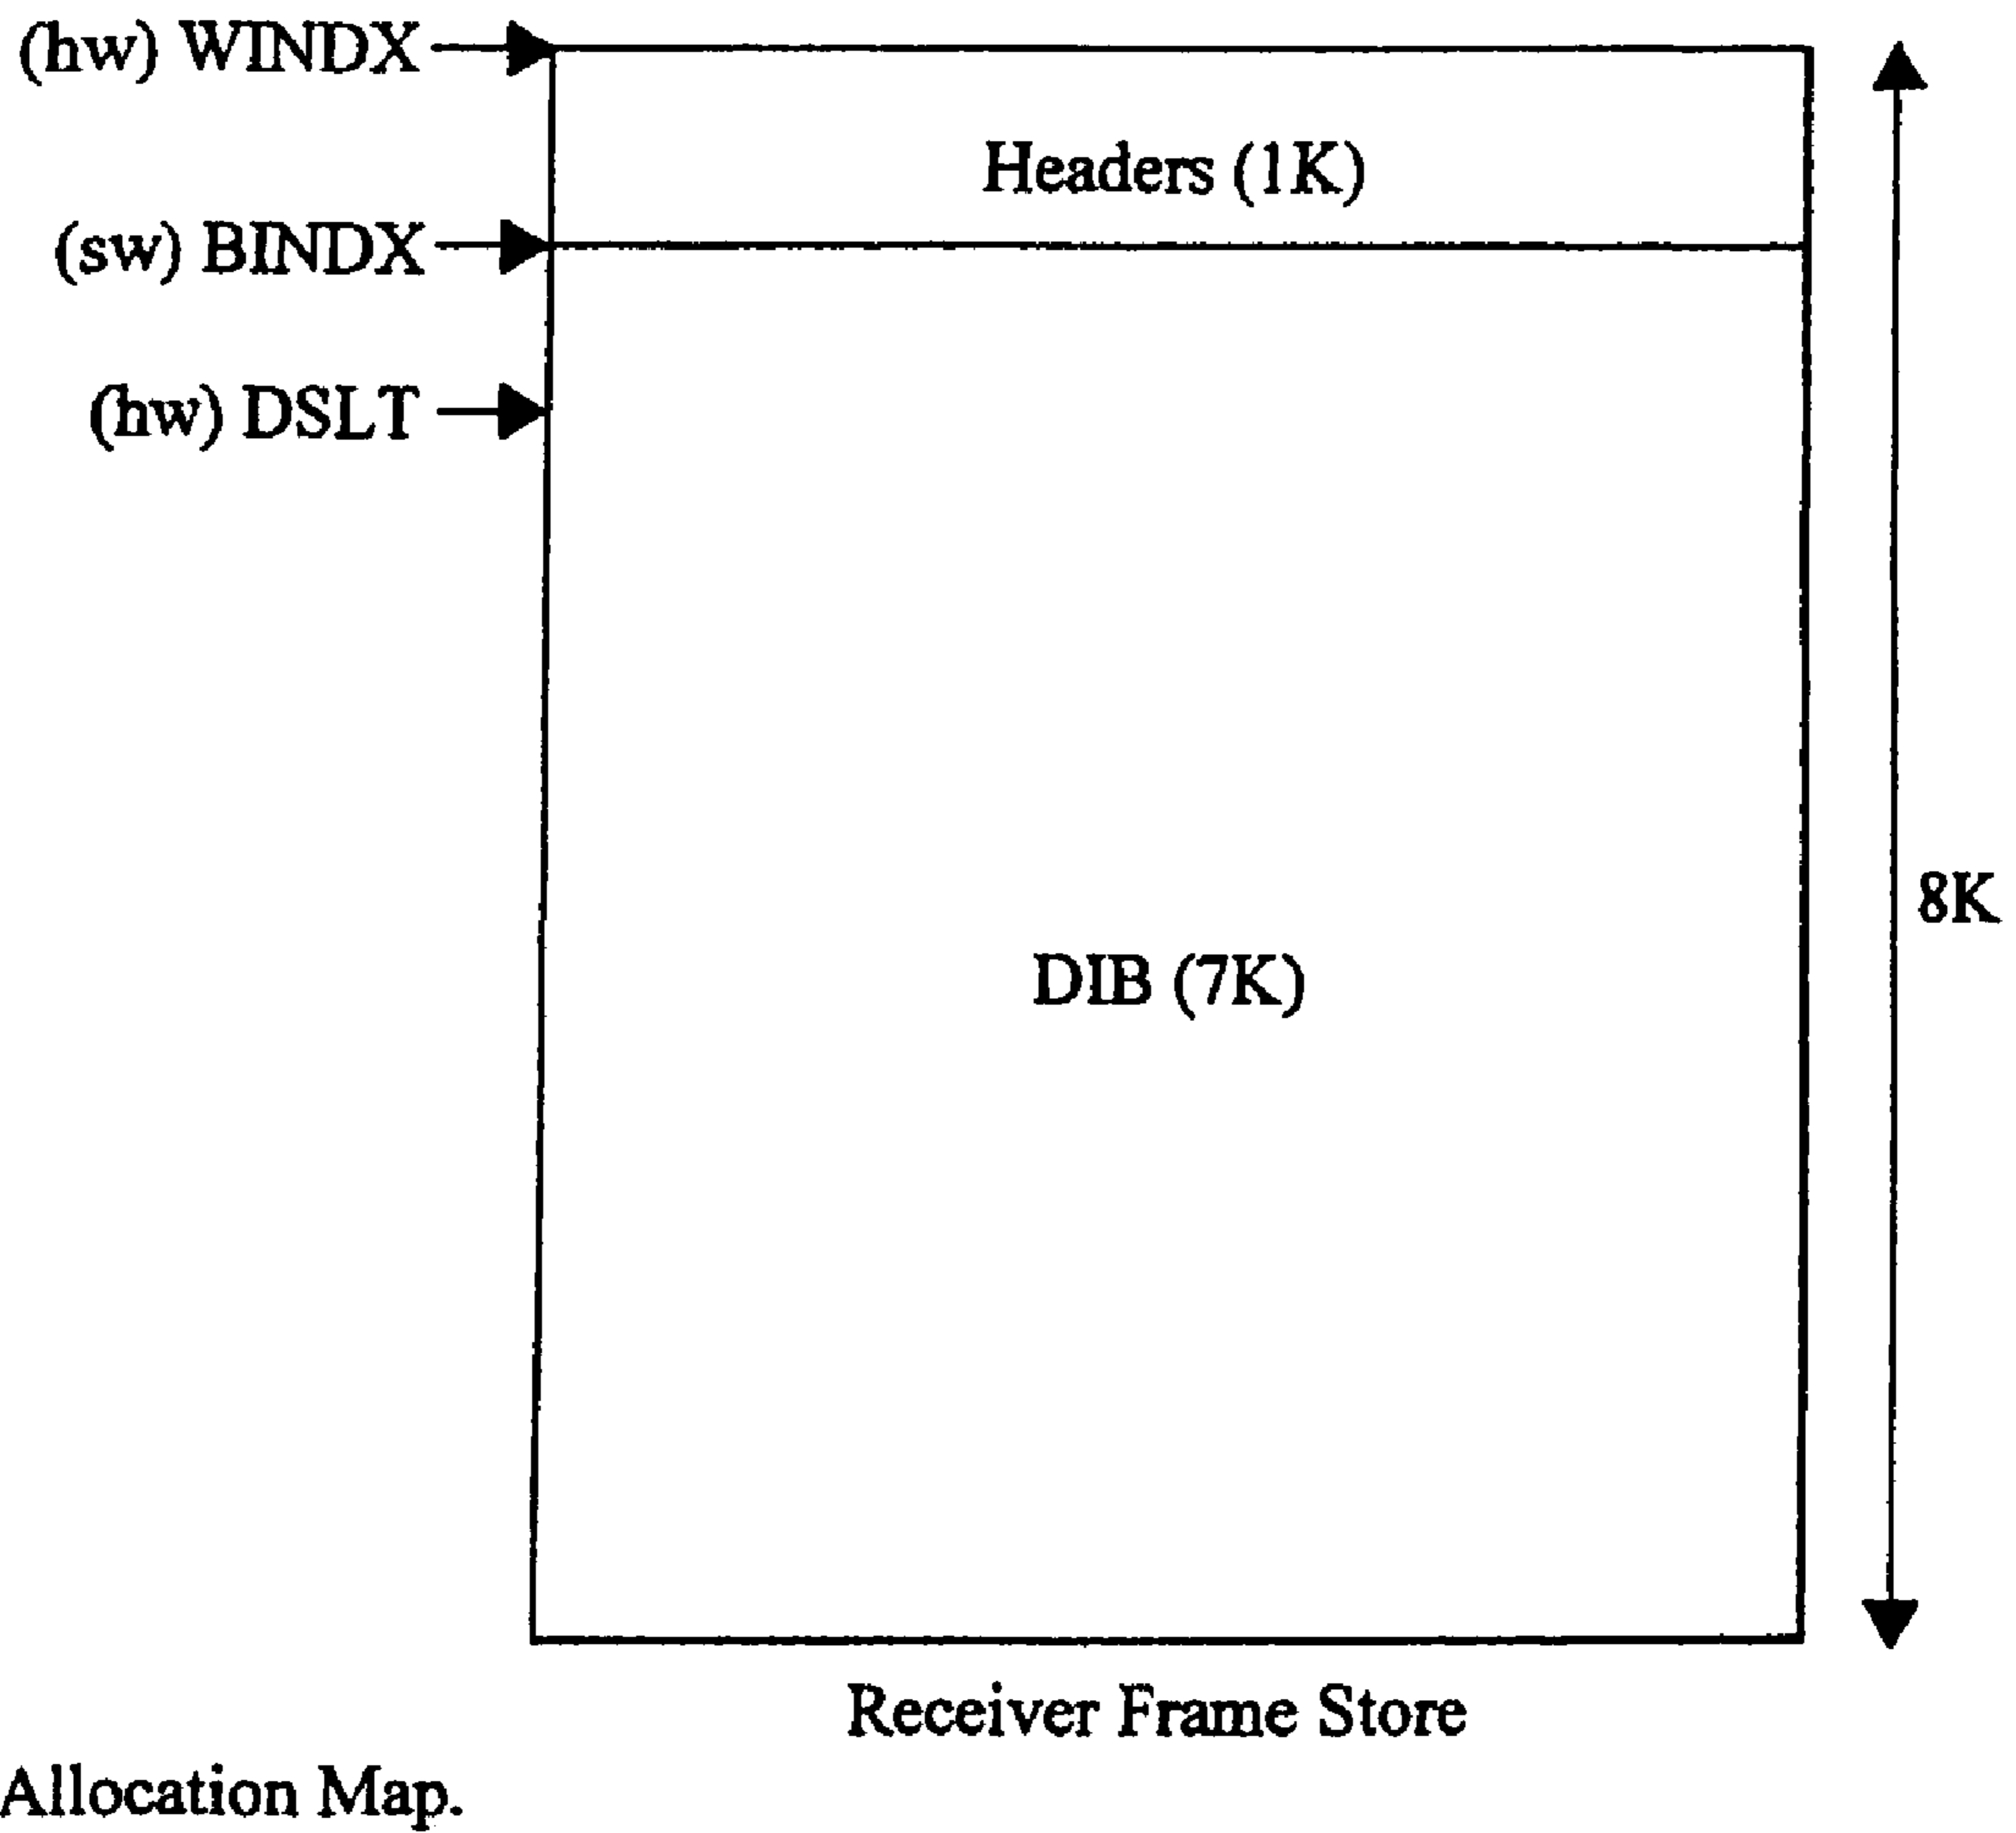 (hw) WINDX
Headers (1K)
(sw) BINDX
(hw) DSLT
8K
DIB (7K)
Receiver Frame Store
Allocation Map.